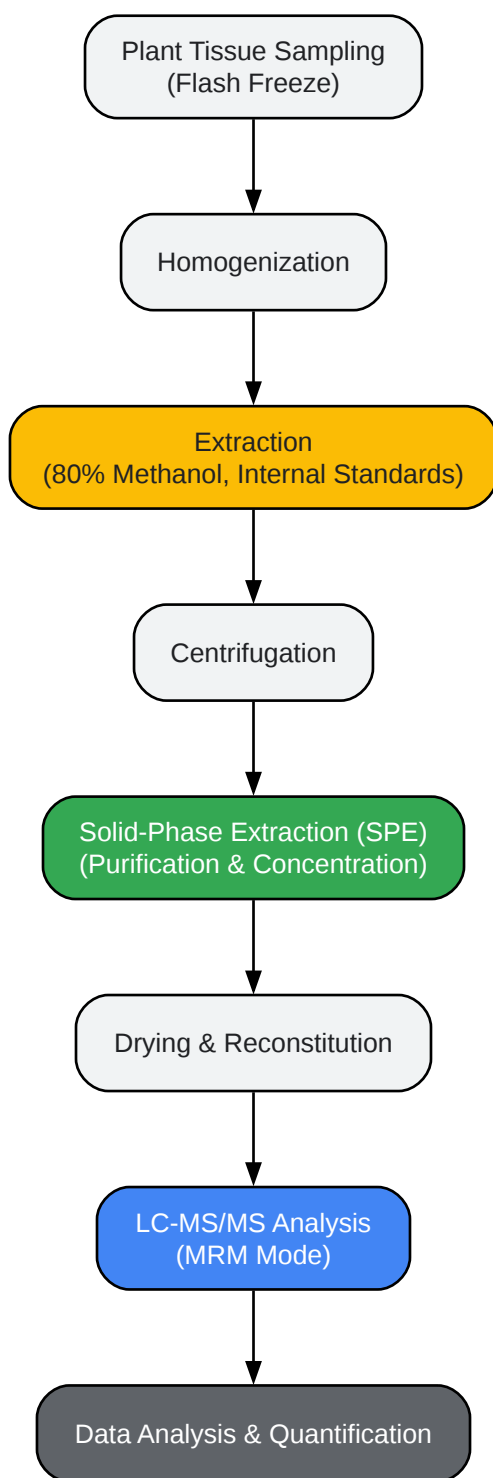 Plant Tissue Sampling
(Flash Freeze)
Homogenization
Extraction
(80% Methanol, Internal Standards)
Centrifugation
Solid-Phase Extraction (SPE)
(Purification & Concentration)
Drying & Reconstitution
LC-MS/MS Analysis
(MRM Mode)
Data Analysis & Quantification